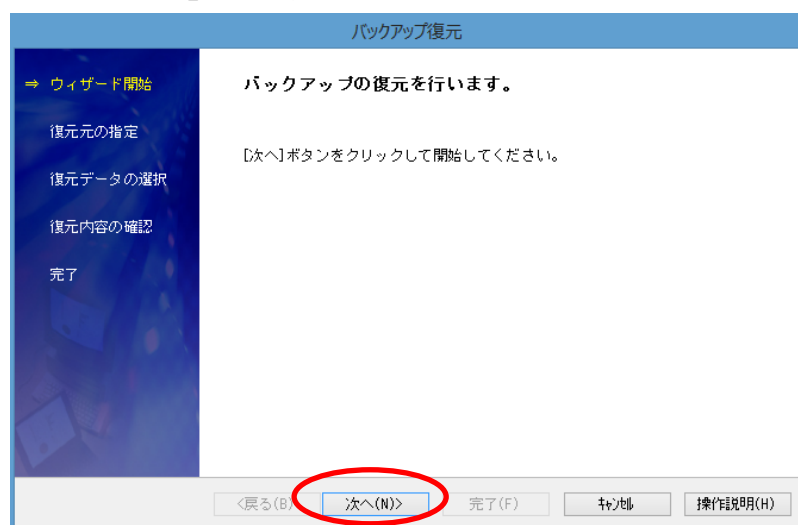 バックアップ復元
⇒ ウィザード開始
復元元の指定
復元データの選択
復元内容の確認
完了
バックアップの復元を行います。
[次へ]ボタンをクリックして開始してください。
<戻る(B)
次へ(N)>
完了(F)
キャンセル
操作説明(H)